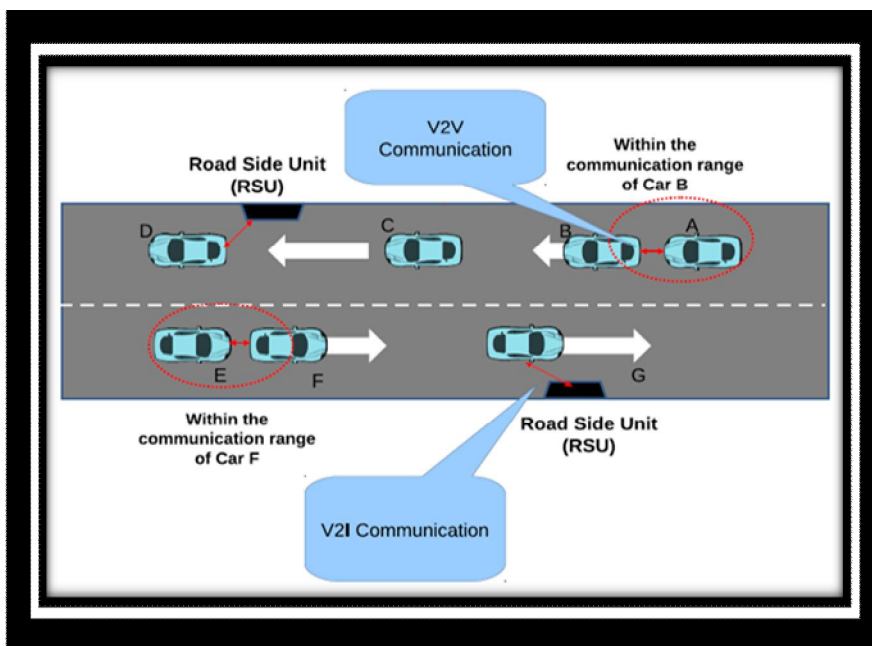 V2V
Communication
Within the
communication range
of Car B
Road Side Unit
(RSU)
D
C
B
A
E
F
G
Within the
communication range
of Car F
Road Side Unit
(RSU)
V2I Communication